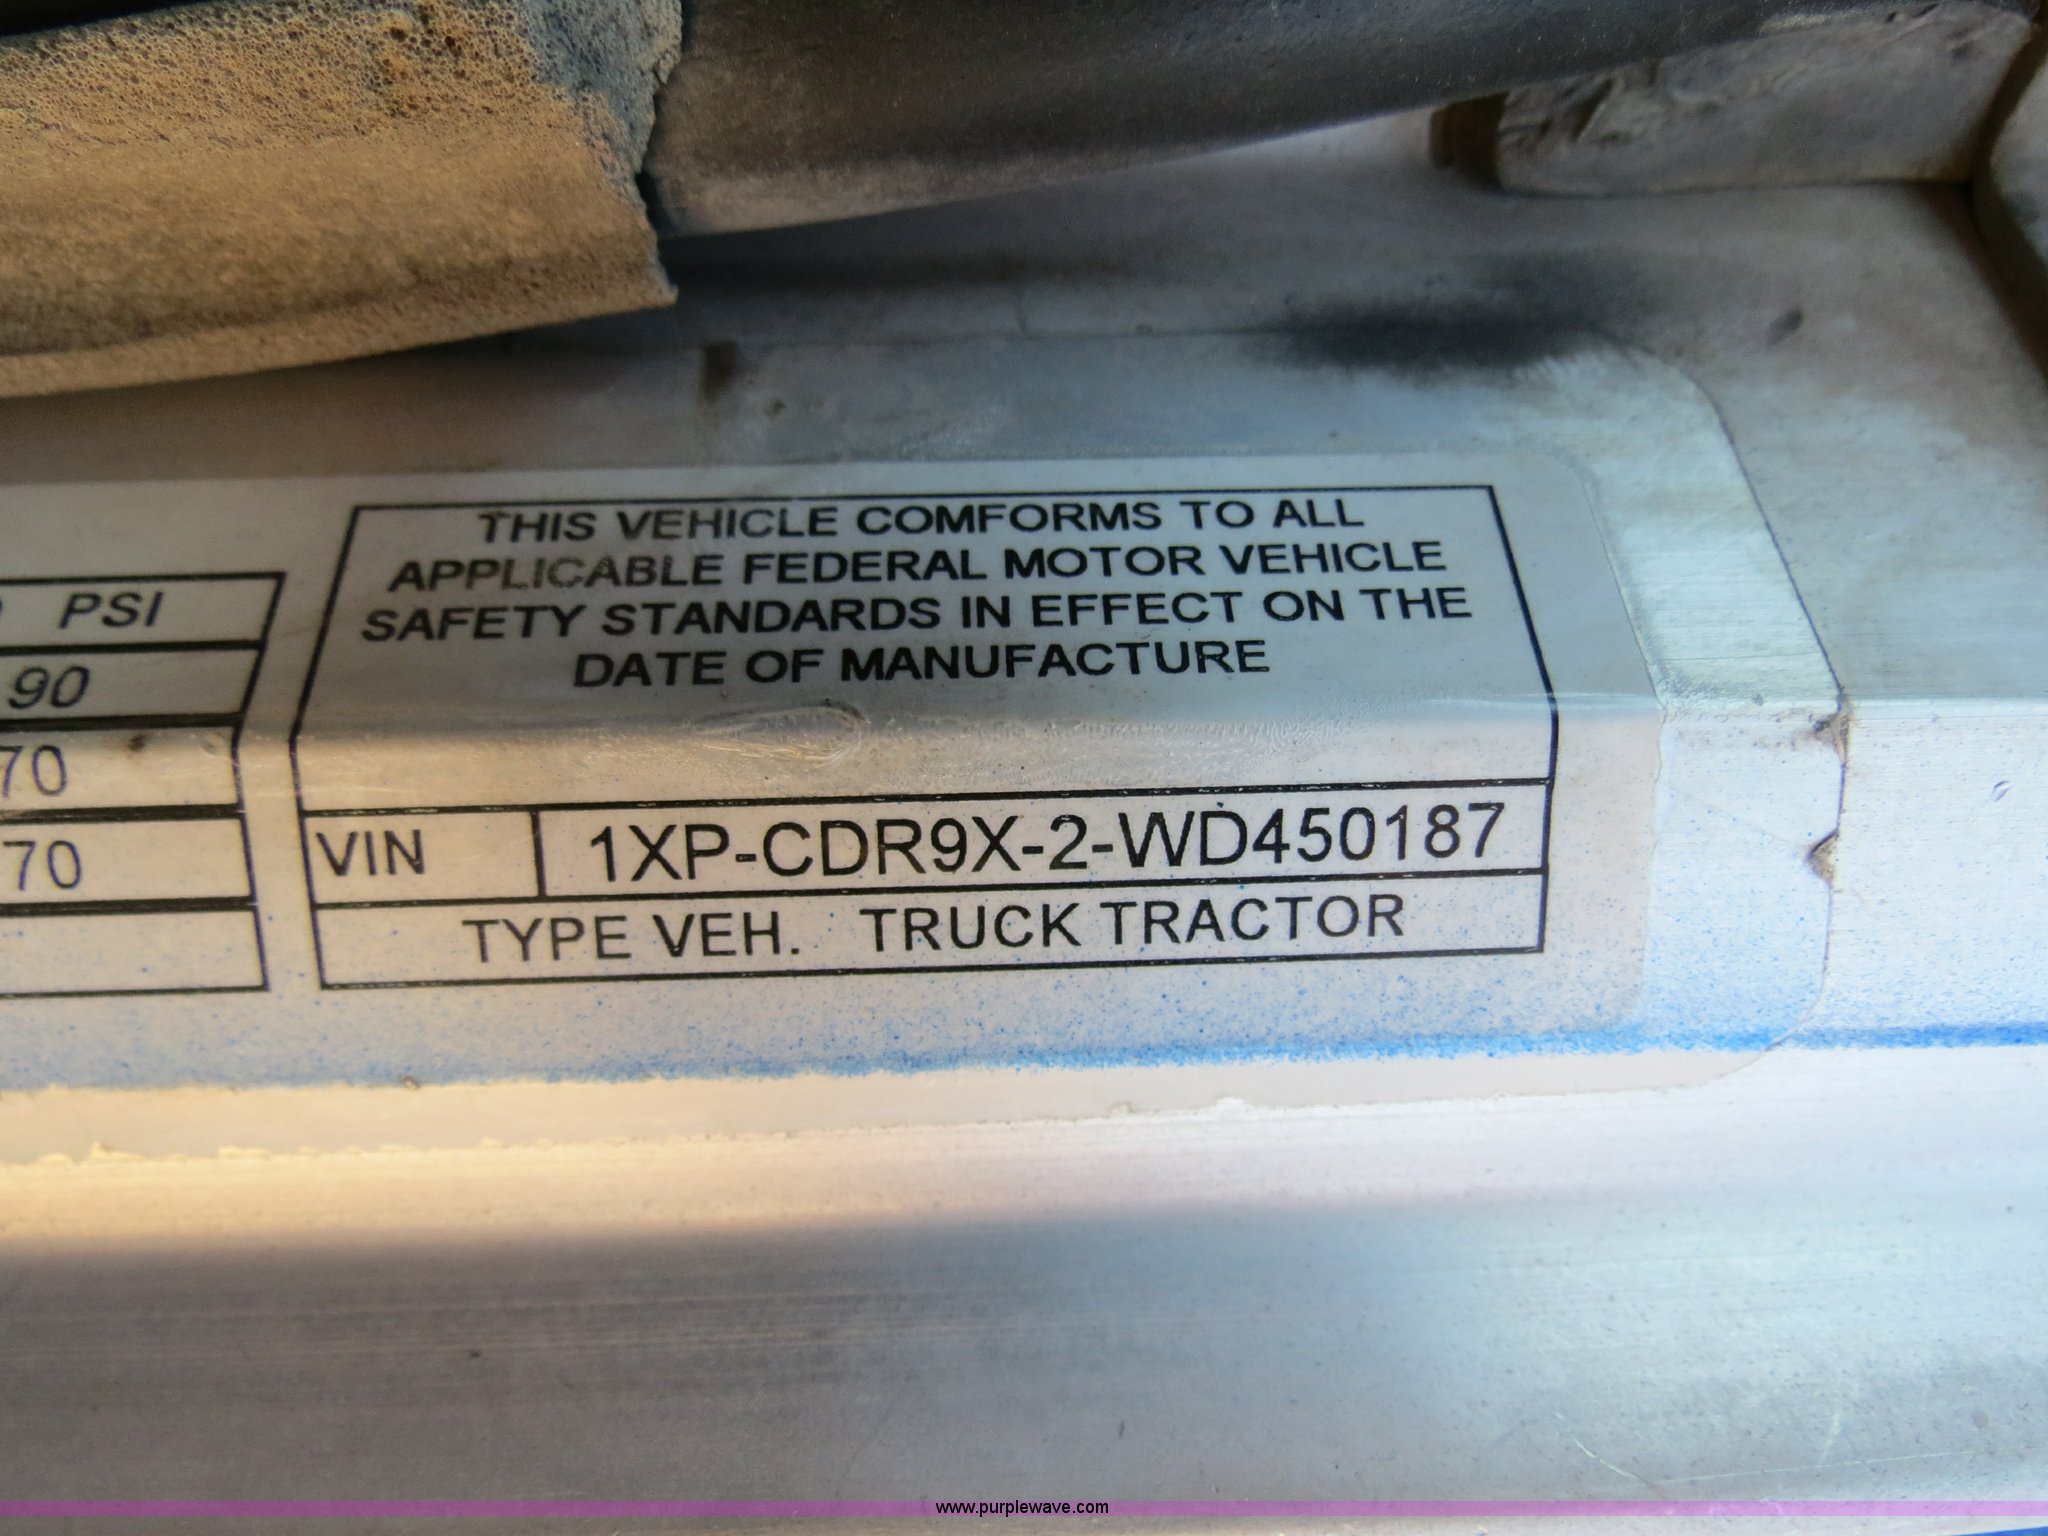 THIS VEHICLE COMFORMS TO ALL
APPLICABLE FEDERAL MOTOR VEHICLE
SAFETY STANDARDS IN EFFECT ON THE
DATE OF MANUFACTURE
PSI
90
70
70
VIN 1XP-CDR9X-2-WD450187
TYPE VEH. TRUCK TRACTOR
www.purplewave.com